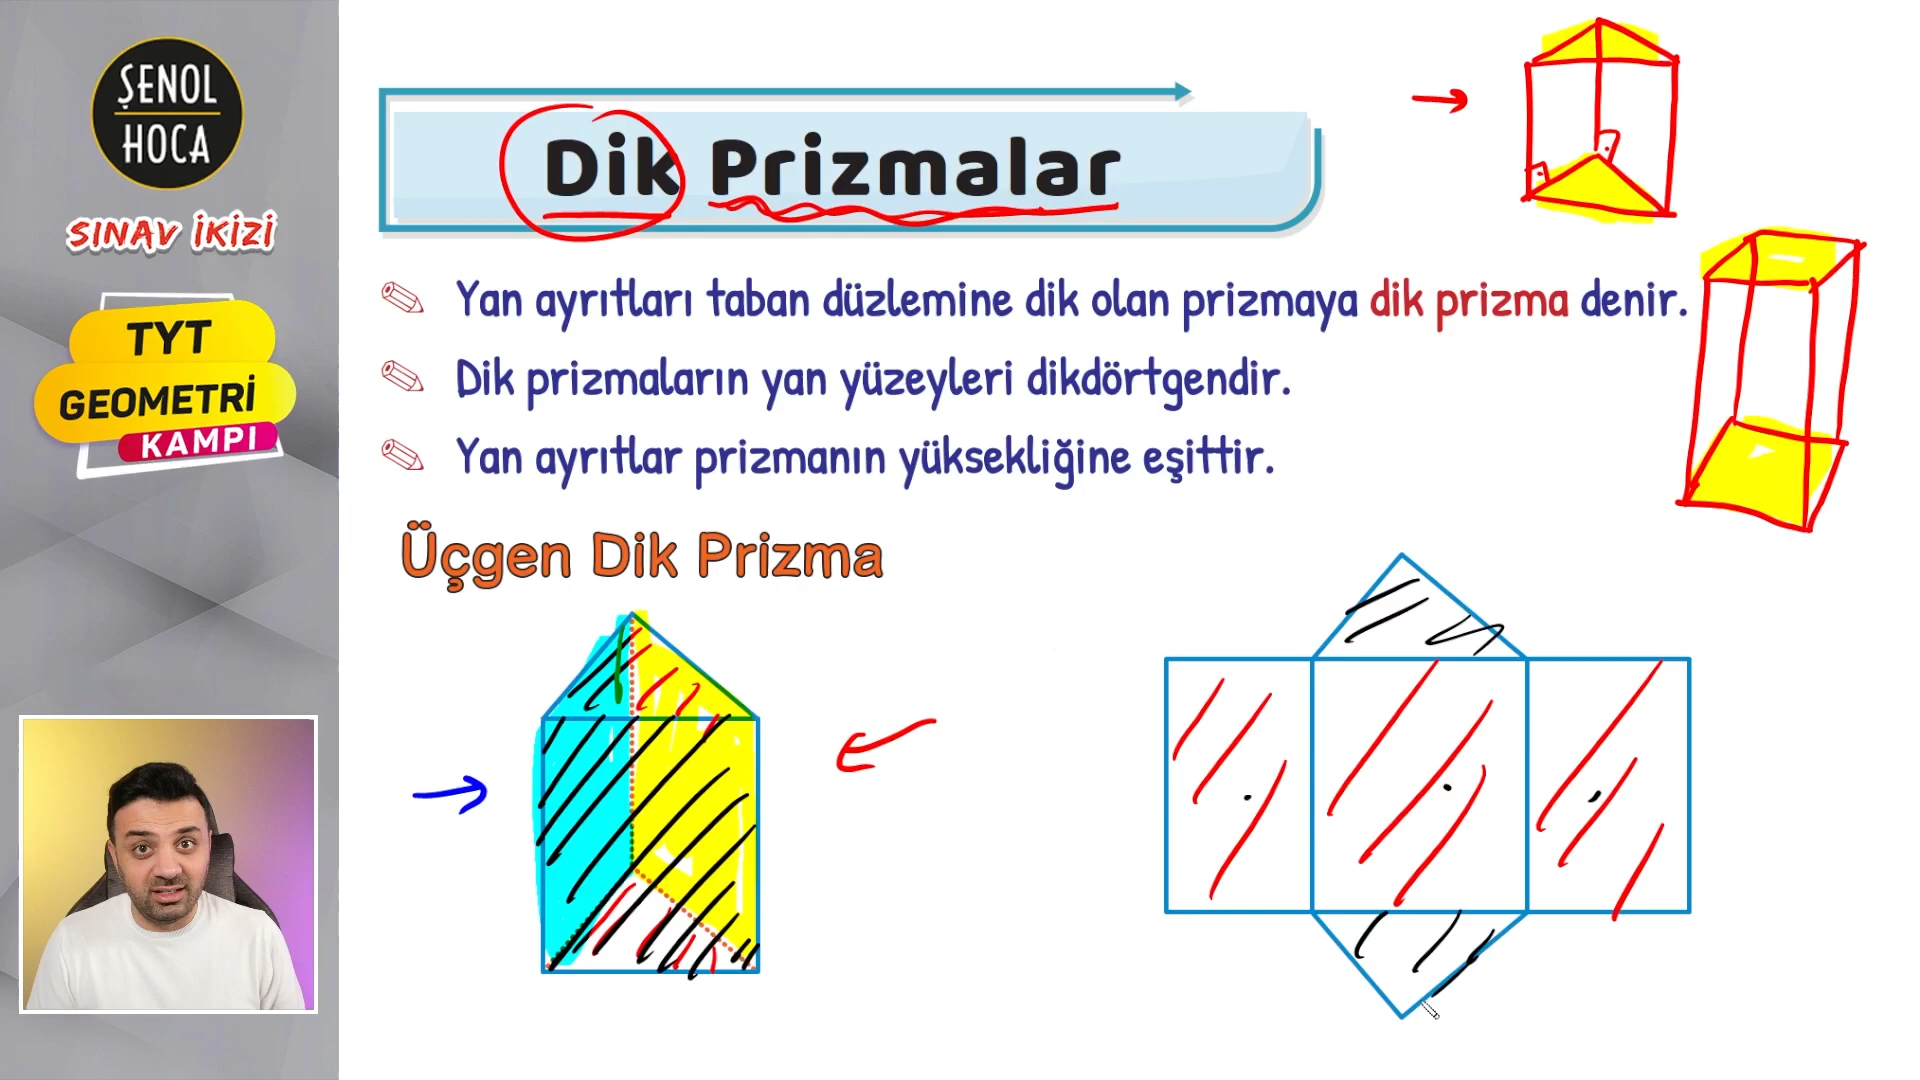 ŞENOL
HOCA
SINAV İKİZİ
TYT
GEOMETRİ
KAMPI
Dik Prizmalar
Yan ayrıtları taban düzlemine dik olan prizmaya dik prizma denir.
Dik prizmaların yan yüzeyleri dikdörtgendir.
Yan ayrıtlar prizmanın yüksekliğine eşittir.
Üçgen Dik Prizma